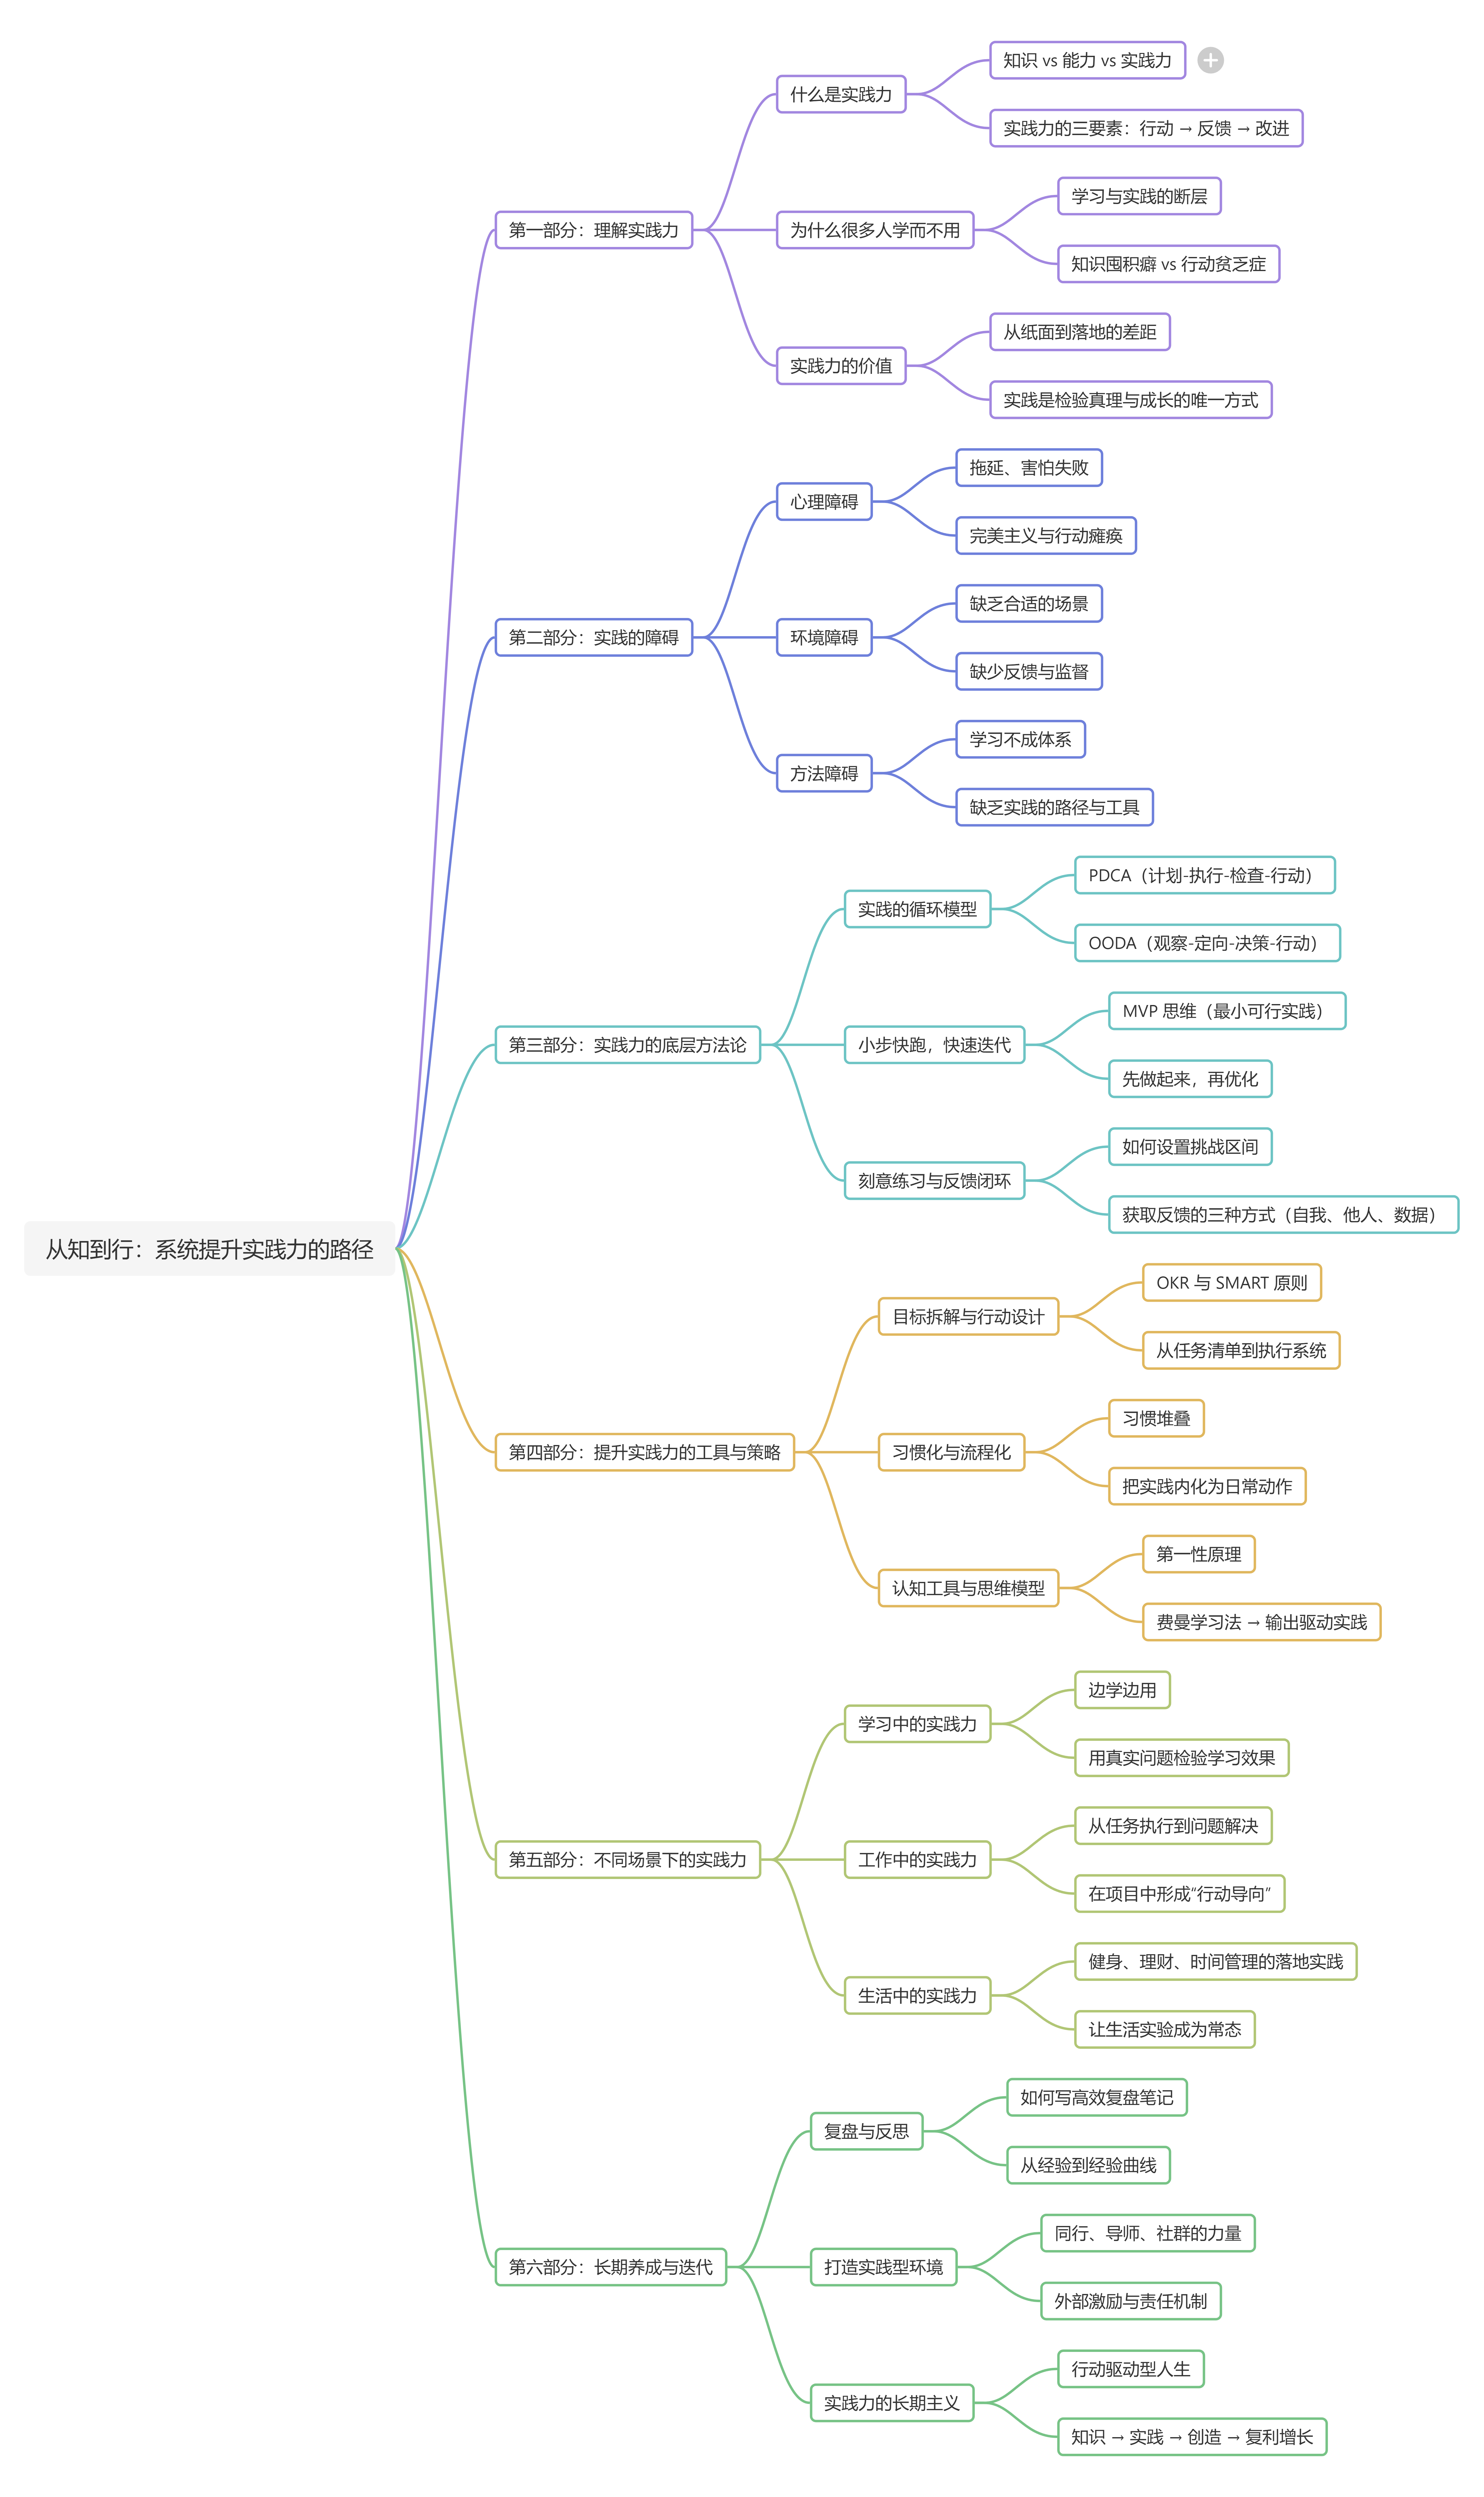 从知到行：系统提升实践力的路径
第一部分：理解实践力
什么是实践力
知识 vs 能力 vs 实践力
实践力的三要素：行动 → 反馈 → 改进
为什么很多人学而不用
学习与实践的断层
知识囤积癖 vs 行动贫乏症
实践力的价值
从纸面到落地的差距
实践是检验真理与成长的唯一方式
第二部分：实践的障碍
心理障碍
拖延、害怕失败
完美主义与行动瘫痪
环境障碍
缺乏合适的场景
缺少反馈与监督
方法障碍
学习不成体系
缺乏实践的路径与工具
第三部分：实践力的底层方法论
实践的循环模型
PDCA（计划-执行-检查-行动）
OODA（观察-定向-决策-行动）
小步快跑，快速迭代
MVP 思维（最小可行实践）
先做起来，再优化
刻意练习与反馈闭环
如何设置挑战区间
获取反馈的三种方式（自我、他人、数据）
第四部分：提升实践力的工具与策略
目标拆解与行动设计
OKR 与 SMART 原则
从任务清单到执行系统
习惯化与流程化
习惯堆叠
把实践内化为日常动作
认知工具与思维模型
第一性原理
费曼学习法 → 输出驱动实践
第五部分：不同场景下的实践力
学习中的实践力
边学边用
用真实问题检验学习效果
工作中的实践力
从任务执行到问题解决
在项目中形成“行动导向”
生活中的实践力
健身、理财、时间管理的落地实践
让生活实验成为常态
第六部分：长期养成与迭代
复盘与反思
如何写高效复盘笔记
从经验到经验曲线
打造实践型环境
同行、导师、社群的力量
外部激励与责任机制
实践力的长期主义
行动驱动型人生
知识 → 实践 → 创造 → 复利增长